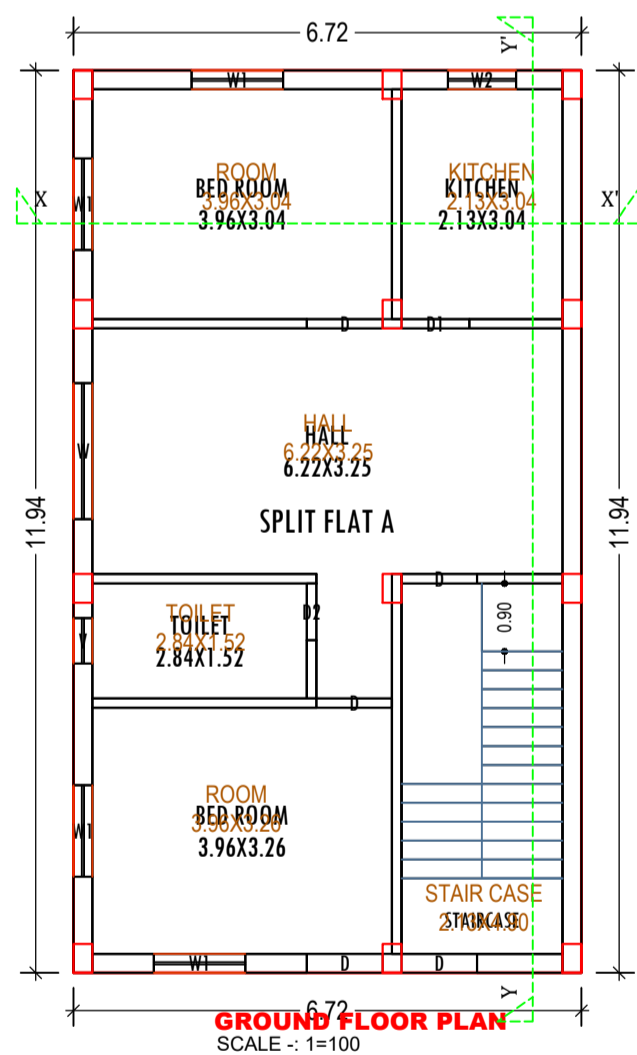 6.72
Y'
W1
W2
ROOM
BED ROOM
3.96X3.04
3.96X3.04
KITCHEN
KITCHEN
2.13X3.04
2.13X3.04
X
X'
W1
D
D1
HALL
HALL
6.22X3.25
6.22X3.25
W
11.94
11.94
SPLIT FLAT A
D
0.90
TOILET
TOILET
2.84X1.52
2.84X1.52
D2
V
D
ROOM
BED ROOM
3.96X3.26
3.96X3.26
W1
STAIR CASE
STAIRCASE
W1
D
D
Y
6.72
GROUND FLOOR PLAN
SCALE -: 1=100